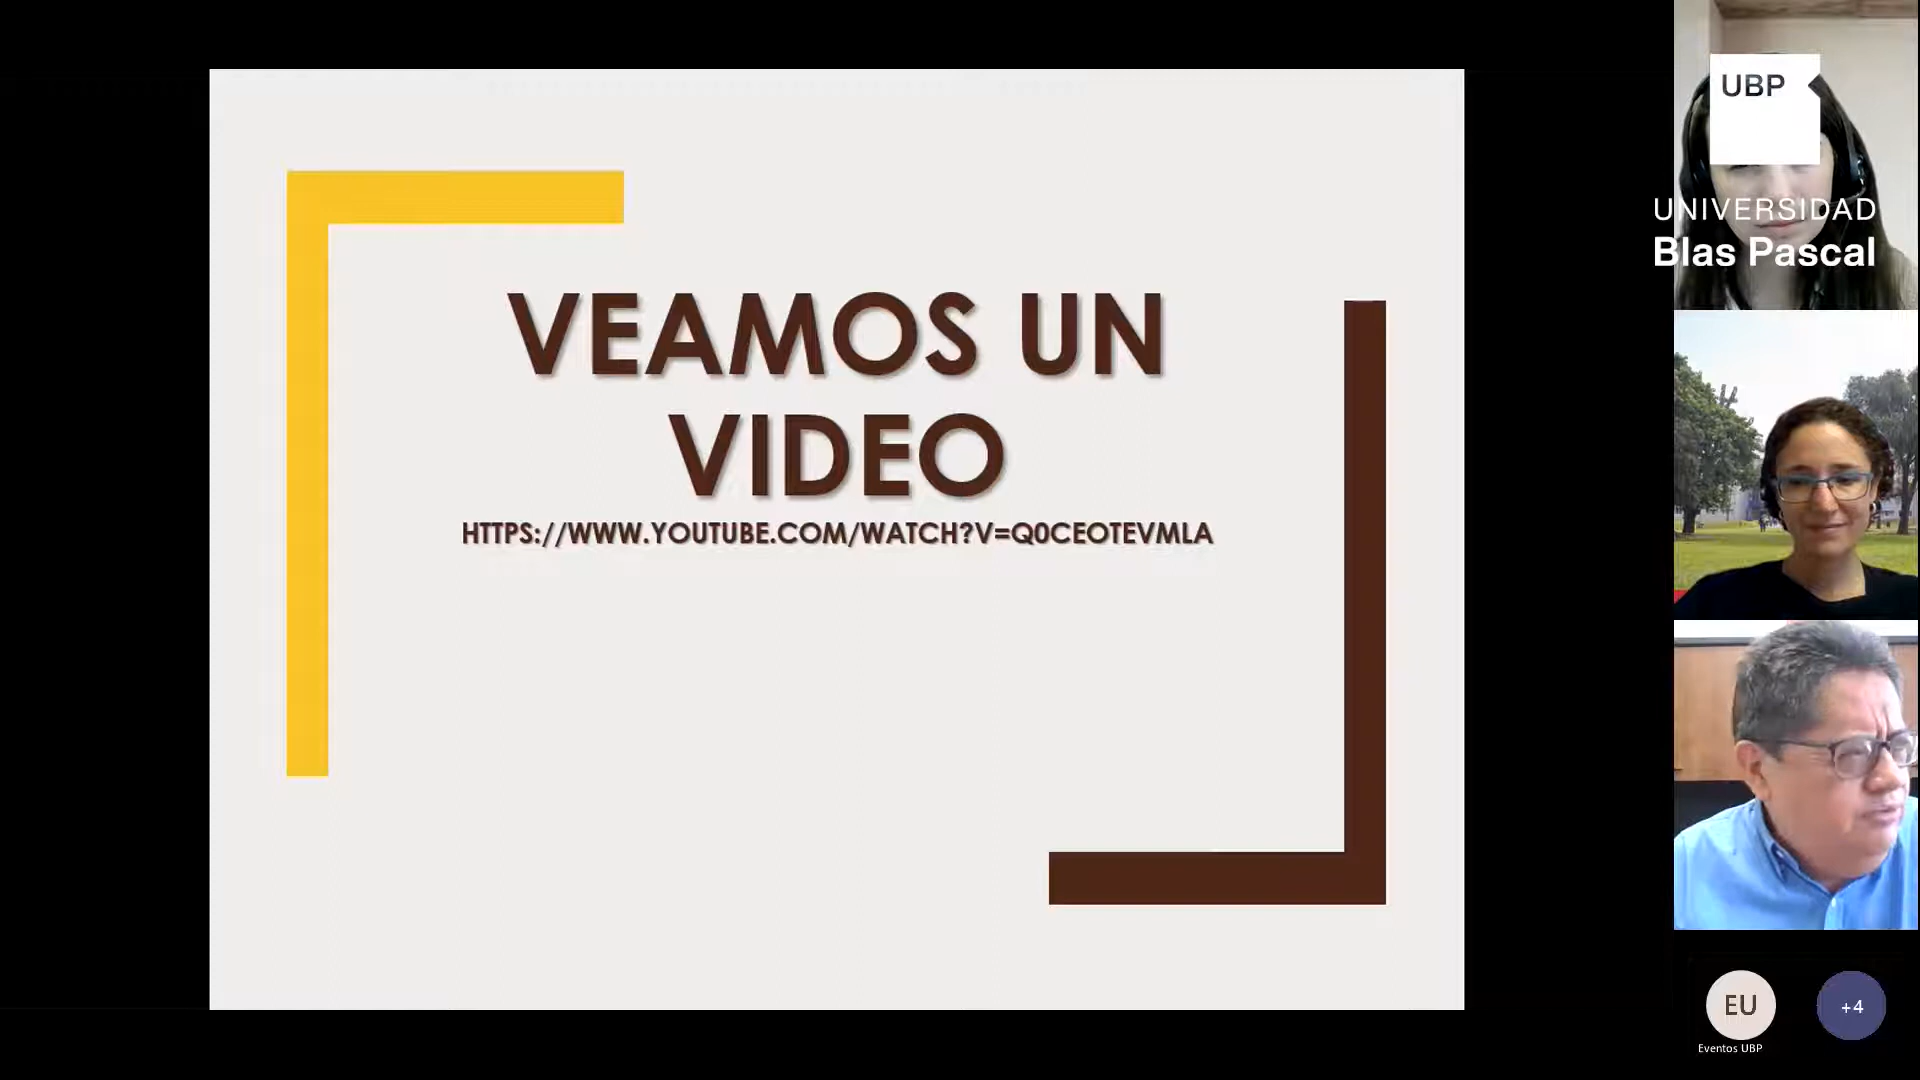 VEAMOS UN
VIDEO
HTTPS://WWW.YOUTUBE.COM/WATCH?V=Q0CEOTEVMLA
UBP
UNIVERSIDAD
Blas Pascal
EU
+4
Eventos UBP